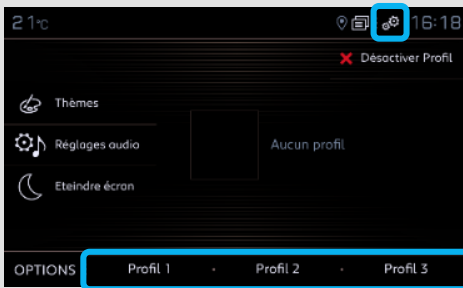 21°C 16:18
Désactiver Profil
Thèmes
Réglages audio
Aucun profil
Eteindre écran
OPTIONS Profil 1 · Profil 2 · Profil 3